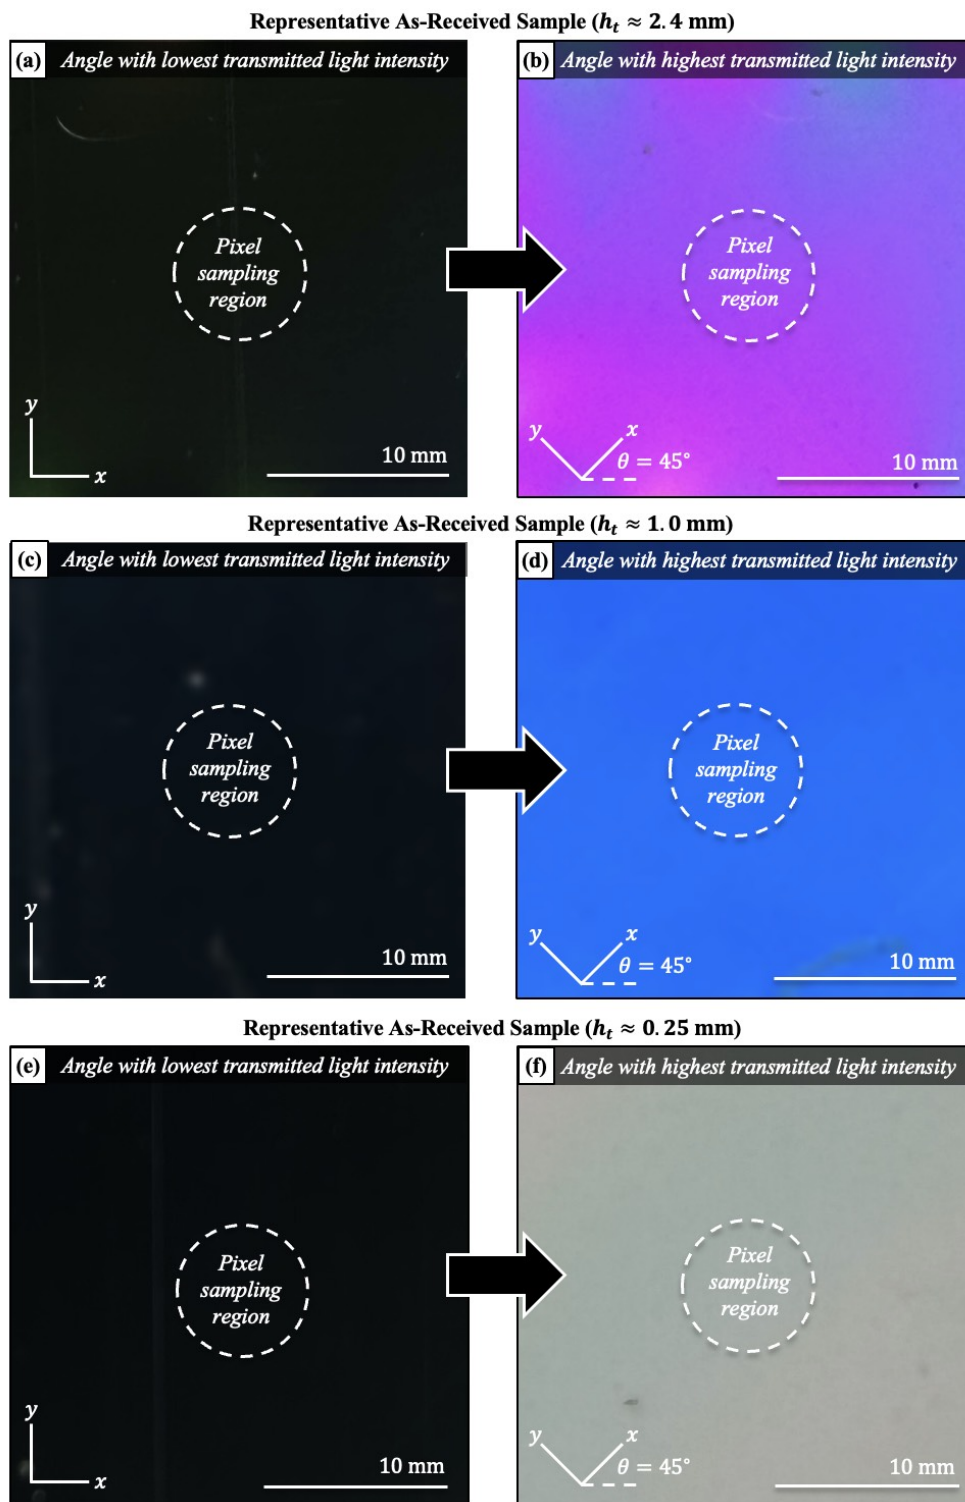 Representative As-Received Sample (h_t ≈ 2.4 mm)
(a) Angle with lowest transmitted light intensity
(b) Angle with highest transmitted light intensity
Pixel
sampling
region
Pixel
sampling
region
y
x
10 mm
y
x
θ = 45°
10 mm
Representative As-Received Sample (h_t ≈ 1.0 mm)
(c) Angle with lowest transmitted light intensity
(d) Angle with highest transmitted light intensity
Pixel
sampling
region
Pixel
sampling
region
y
x
10 mm
y
x
θ = 45°
10 mm
Representative As-Received Sample (h_t ≈ 0.25 mm)
(e) Angle with lowest transmitted light intensity
(f) Angle with highest transmitted light intensity
Pixel
sampling
region
Pixel
sampling
region
y
x
10 mm
y
x
θ = 45°
10 mm